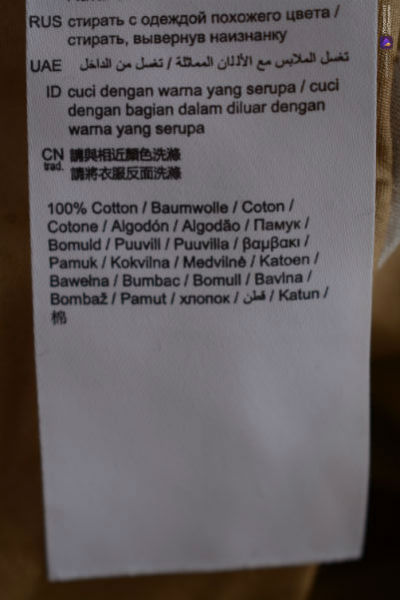 RUS стирать с одеждой похожего цвета /
стирать, вывернув наизнанку
UAE تغسل الملابس مع الألان المماثلة / تغسل من الداخل
ID cuci dengan warna yang serupa / cuci
dengan bagian dalam diluar dengan
warna yang serupa
CN trad. 請與相近顏色洗滌
請將衣服反面洗滌
100% Cotton / Baumwolle / Coton /
Cotone / Algodón / Algodão / Памук /
Bomuld / Puuvill / Puuvilla / βαμβακι /
Pamuk / Kokvilna / Medvilnė / Katoen /
Bawełna / Bumbac / Bomull / Bavlna /
Bombaž / Pamut / хлопок / قطن / Katun /
棉